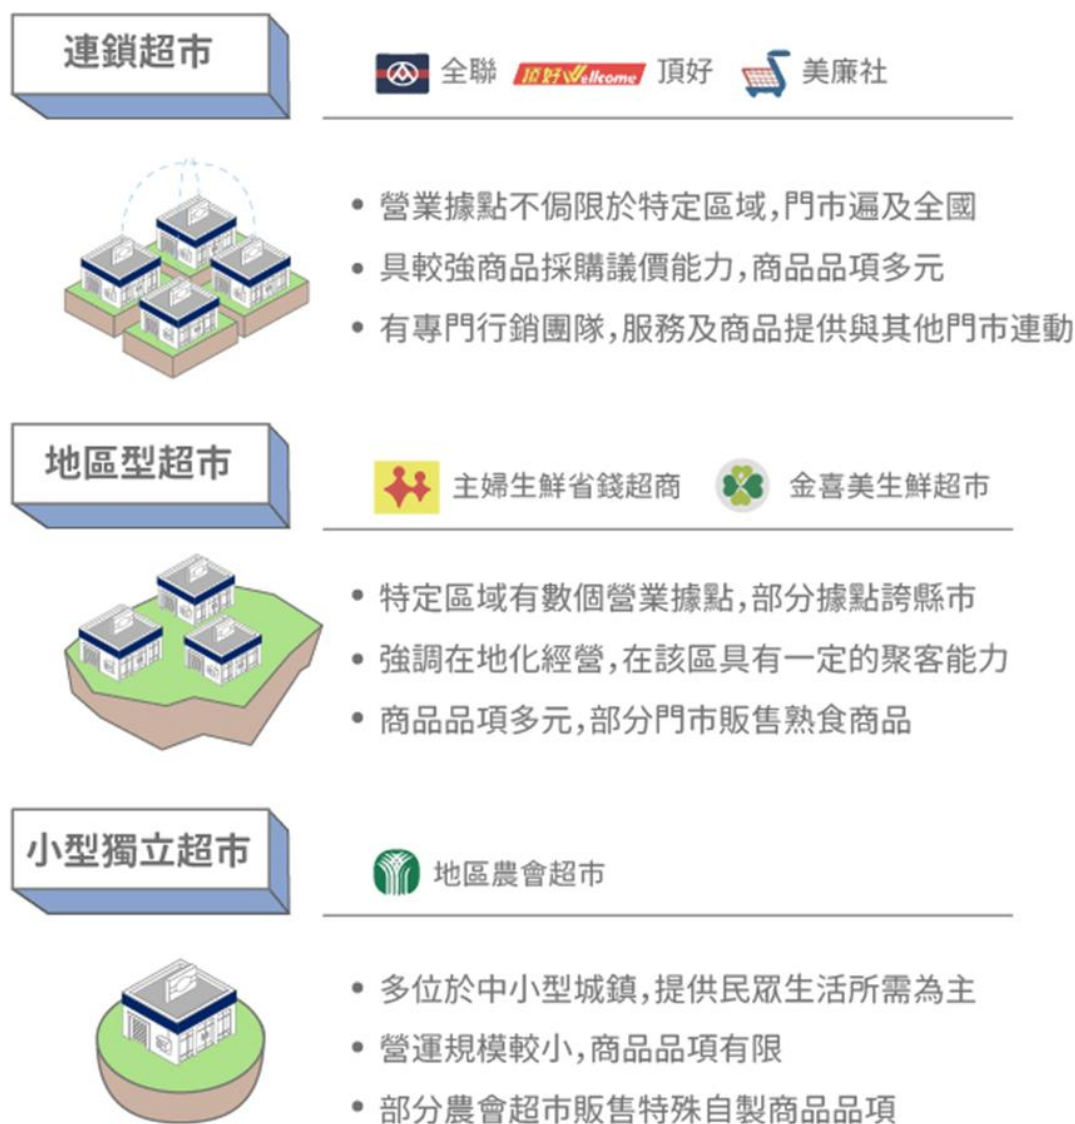 連鎖超市
全聯 頂好Wellcome 頂好 美廉社
• 營業據點不侷限於特定區域,門市遍及全國
• 具較強商品採購議價能力,商品品項多元
• 有專門行銷團隊,服務及商品提供與其他門市連動
地區型超市
主婦生鮮省錢超商 金喜美生鮮超市
• 特定區域有數個營業據點,部分據點誇縣市
• 強調在地化經營,在該區具有一定的聚客能力
• 商品品項多元,部分門市販售熟食商品
小型獨立超市
地區農會超市
• 多位於中小型城鎮,提供民眾生活所需為主
• 營運規模較小,商品品項有限
• 部分農會超市販售特殊自製商品品項